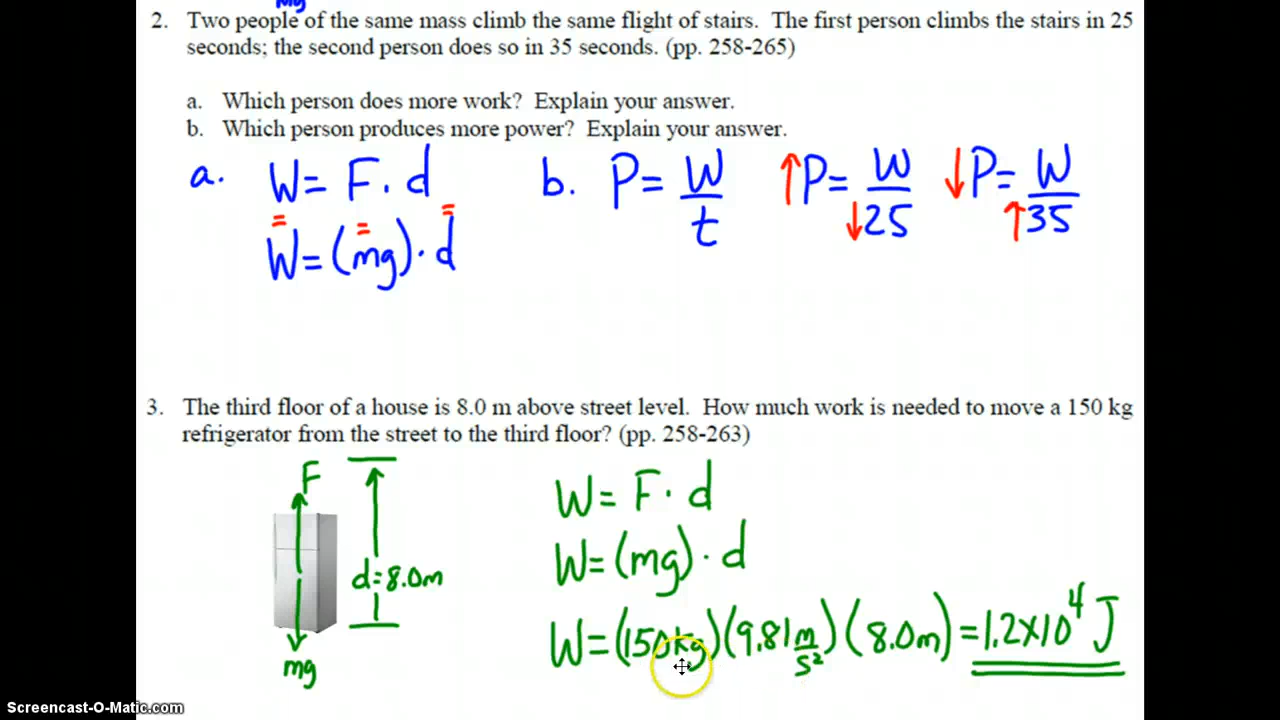 mg
2. Two people of the same mass climb the same flight of stairs. The first person climbs the stairs in 25
seconds; the second person does so in 35 seconds. (pp. 258-265)
a. Which person does more work? Explain your answer.
b. Which person produces more power? Explain your answer.
a. W = F · d
W = (mg) · d
b. P = W/t
↑P = W/↓25
↓P = W/↑35
3. The third floor of a house is 8.0 m above street level. How much work is needed to move a 150 kg
refrigerator from the street to the third floor? (pp. 258-263)
F
d = 8.0m
mg
W = F · d
W = (mg) · d
W = (150kg)(9.81 m/s²)(8.0m) = 1.2×10⁴ J
Screencast-O-Matic.com